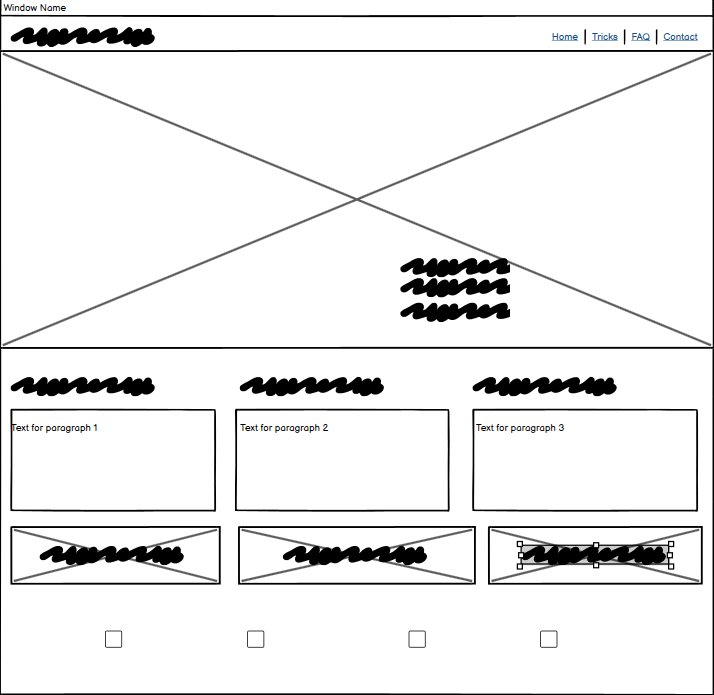 Window Name
Home Tricks FAQ Contact
Text for paragraph 1
Text for paragraph 2
Text for paragraph 3